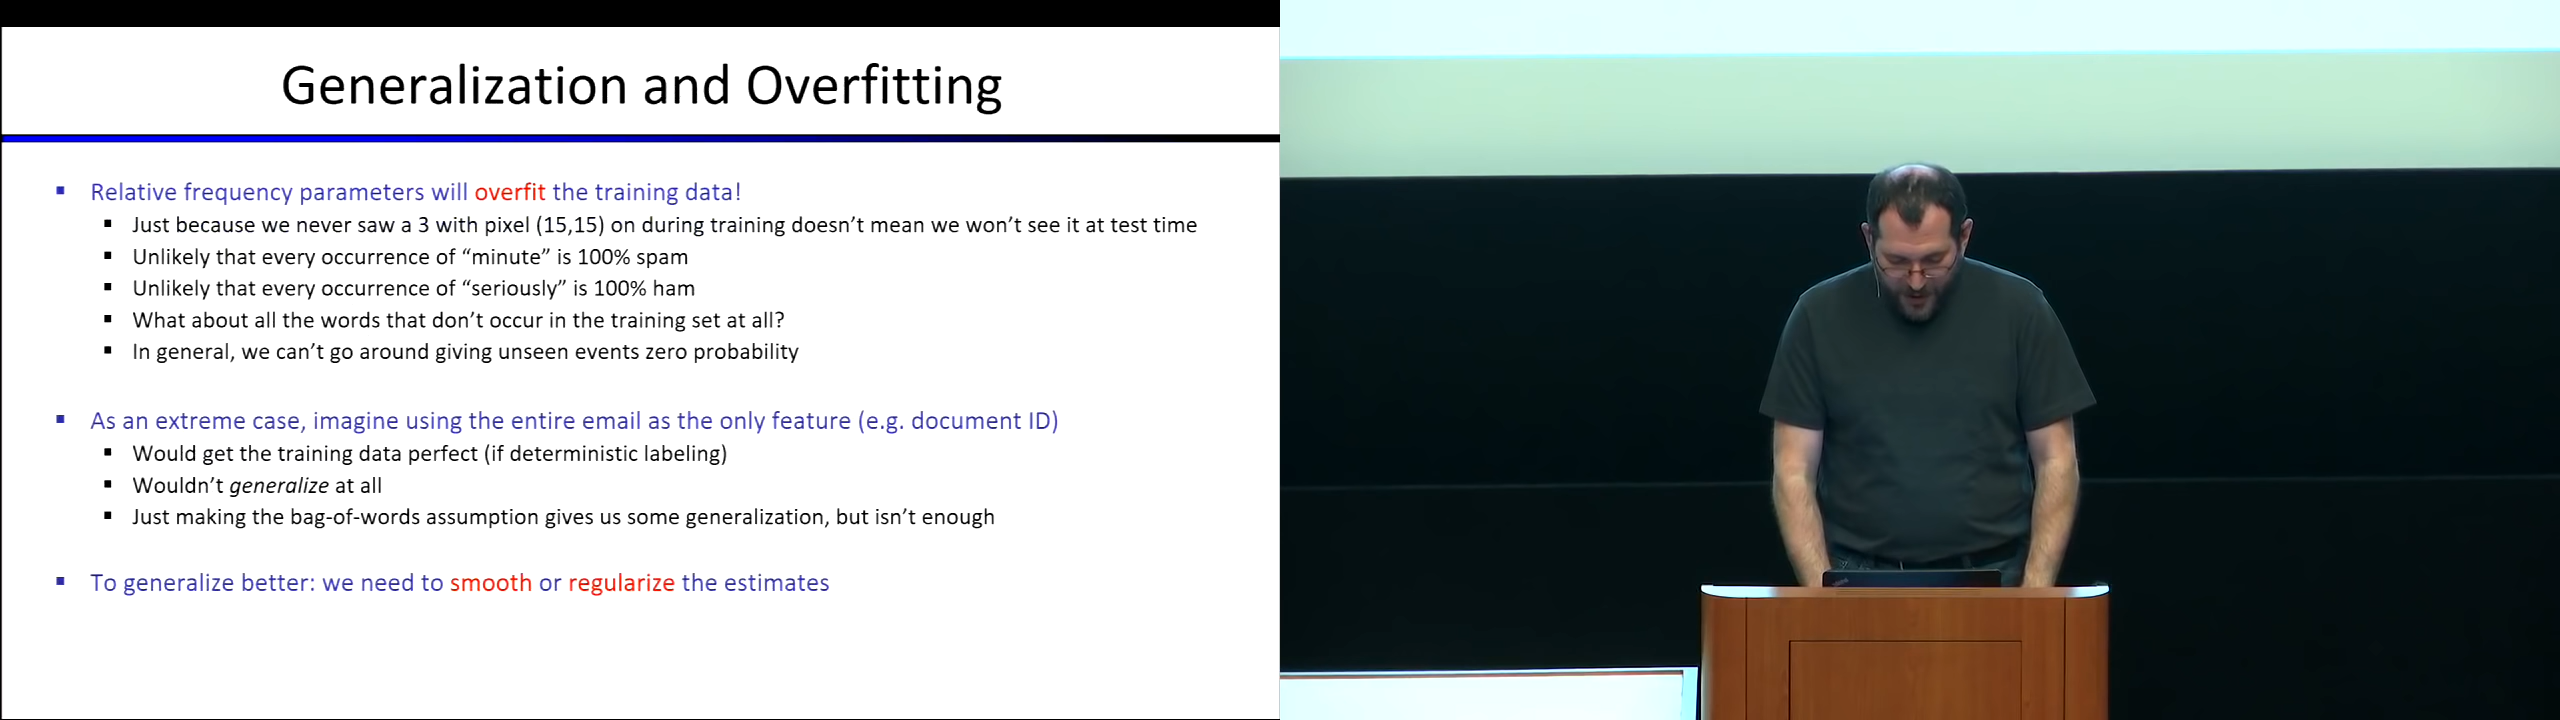 Generalization and Overfitting
Relative frequency parameters will overfit the training data!
Just because we never saw a 3 with pixel (15,15) on during training doesn’t mean we won’t see it at test time
Unlikely that every occurrence of “minute” is 100% spam
Unlikely that every occurrence of “seriously” is 100% ham
What about all the words that don’t occur in the training set at all?
In general, we can’t go around giving unseen events zero probability
As an extreme case, imagine using the entire email as the only feature (e.g. document ID)
Would get the training data perfect (if deterministic labeling)
Wouldn’t generalize at all
Just making the bag-of-words assumption gives us some generalization, but isn’t enough
To generalize better: we need to smooth or regularize the estimates